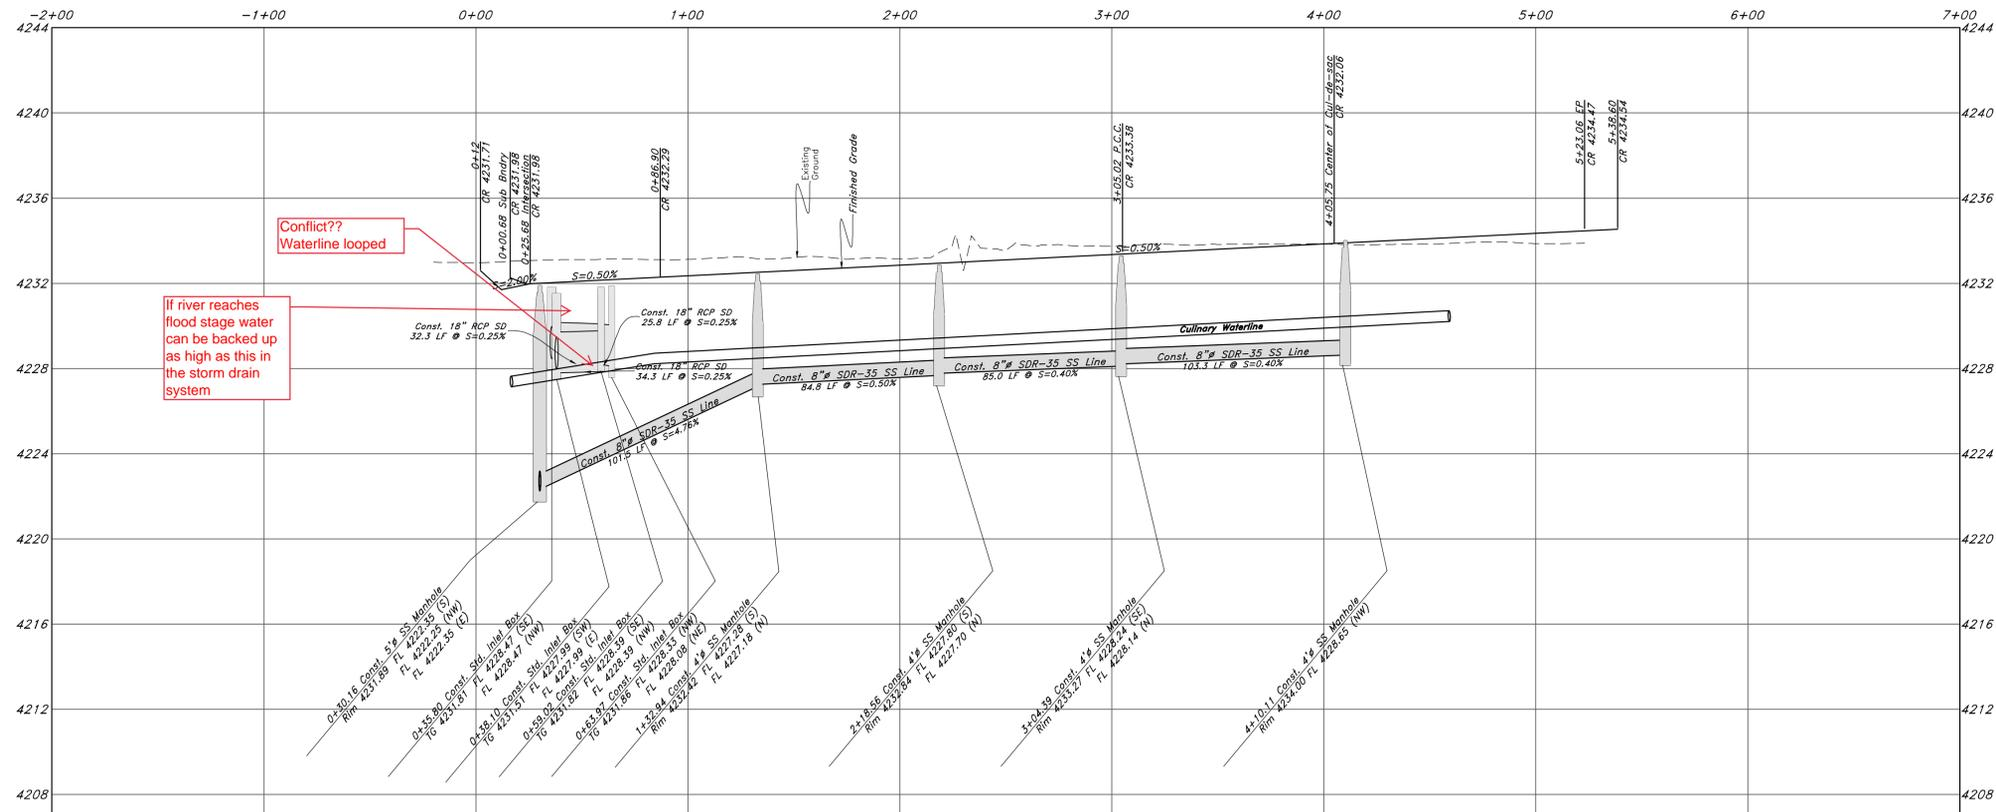 -2+00 -1+00 0+00 1+00 2+00 3+00 4+00 5+00 6+00 7+00
4244 4244
4240 4240
4236 4236
4232 4232
4228 4228
4224 4224
4220 4220
4216 4216
4212 4212
4208 4208
0+12
CR 4231.71
0+00.68 Sub Bndry
CR 4231.98
0+25.68 Intersection
CR 4231.98
0+86.90
CR 4232.29
Existing
Ground
Finished Grade
3+05.02 P.C.C.
CR 4233.38
4+05.75 Center of Cul-de-sac
CR 4232.06
5+23.06 EP
CR 4234.47
5+38.60
CR 4234.54
Conflict??
Waterline looped
If river reaches
flood stage water
can be backed up
as high as this in
the storm drain
system
S=2.00%
S=0.50%
S=0.50%
Const. 18" RCP SD
32.3 LF @ S=0.25%
Const. 18" RCP SD
25.8 LF @ S=0.25%
Const. 18" RCP SD
34.3 LF @ S=0.25%
Culinary Waterline
Const. 8"ø SDR-35 SS Line
101.5 LF @ S=4.76%
Const. 8"ø SDR-35 SS Line
84.8 LF @ S=0.50%
Const. 8"ø SDR-35 SS Line
85.0 LF @ S=0.40%
Const. 8"ø SDR-35 SS Line
103.3 LF @ S=0.40%
0+30.16 Const. 5'ø SS Manhole
Rim 4231.89 FL 4222.35 (S)
FL 4222.25 (NW)
FL 4222.35 (E)
0+35.80 Const. Std. Inlet Box
TG 4231.81 FL 4228.47 (SE)
FL 4228.47 (NW)
0+38.10 Const. Std. Inlet Box
TG 4231.51 FL 4227.99 (SW)
FL 4227.99 (E)
0+59.02 Const. Std. Inlet Box
TG 4231.82 FL 4228.39 (SE)
FL 4228.39 (NW)
0+63.97 Const. Std. Inlet Box
TG 4231.86 FL 4228.33 (NW)
FL 4228.08 (NE)
1+32.94 Const. 4'ø SS Manhole
Rim 4232.42 FL 4227.28 (S)
FL 4227.18 (N)
2+18.56 Const. 4'ø SS Manhole
Rim 4232.84 FL 4227.80 (S)
FL 4227.70 (N)
3+04.39 Const. 4'ø SS Manhole
Rim 4233.27 FL 4228.24 (SE)
FL 4228.14 (N)
4+10.11 Const. 4'ø SS Manhole
Rim 4234.00 FL 4228.65 (NW)